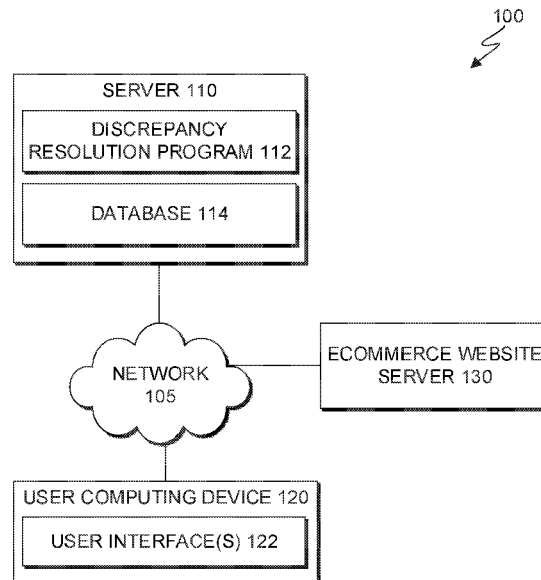 100
SERVER 110
DISCREPANCY
RESOLUTION PROGRAM 112
DATABASE 114
NETWORK
105
ECOMMERCE WEBSITE
SERVER 130
USER COMPUTING DEVICE 120
USER INTERFACE(S) 122